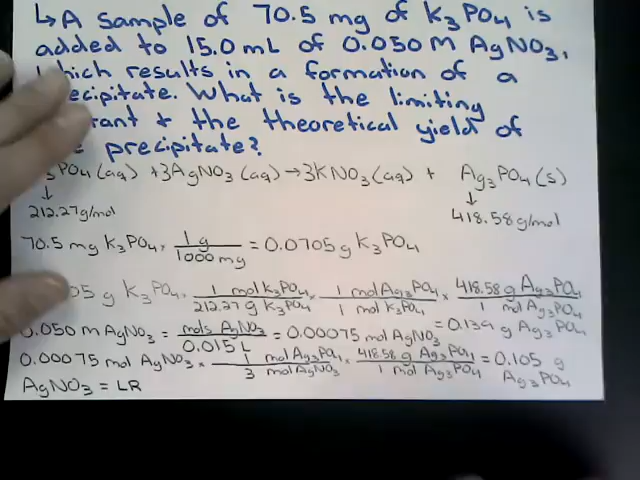 ↳A sample of 70.5 mg of K₃PO₄ is
added to 15.0 mL of 0.050 M AgNO₃,
which results in a formation of a
ecipitate. What is the limiting
tant + the theoretical yield of
precipitate?
₃PO₄ (aq) +3AgNO₃ (aq) → 3KNO₃ (aq) + Ag₃PO₄ (s)
↓ ↓
212.27 g/mol 418.58 g/mol
70.5 mg K₃PO₄ × 1 g / 1000 mg = 0.0705 g K₃PO₄
05 g K₃PO₄ × 1 mol K₃PO₄ / 212.27 g K₃PO₄ × 1 mol Ag₃PO₄ / 1 mol K₃PO₄ × 418.58 g Ag₃PO₄ / 1 mol Ag₃PO₄
= 0.139 g Ag₃PO₄
0.050 M AgNO₃ = mols AgNO₃ / 0.015 L = 0.00075 mol AgNO₃
0.00075 mol AgNO₃ × 1 mol Ag₃PO₄ / 3 mol AgNO₃ × 418.58 g Ag₃PO₄ / 1 mol Ag₃PO₄ = 0.105 g
Ag₃PO₄
AgNO₃ = LR